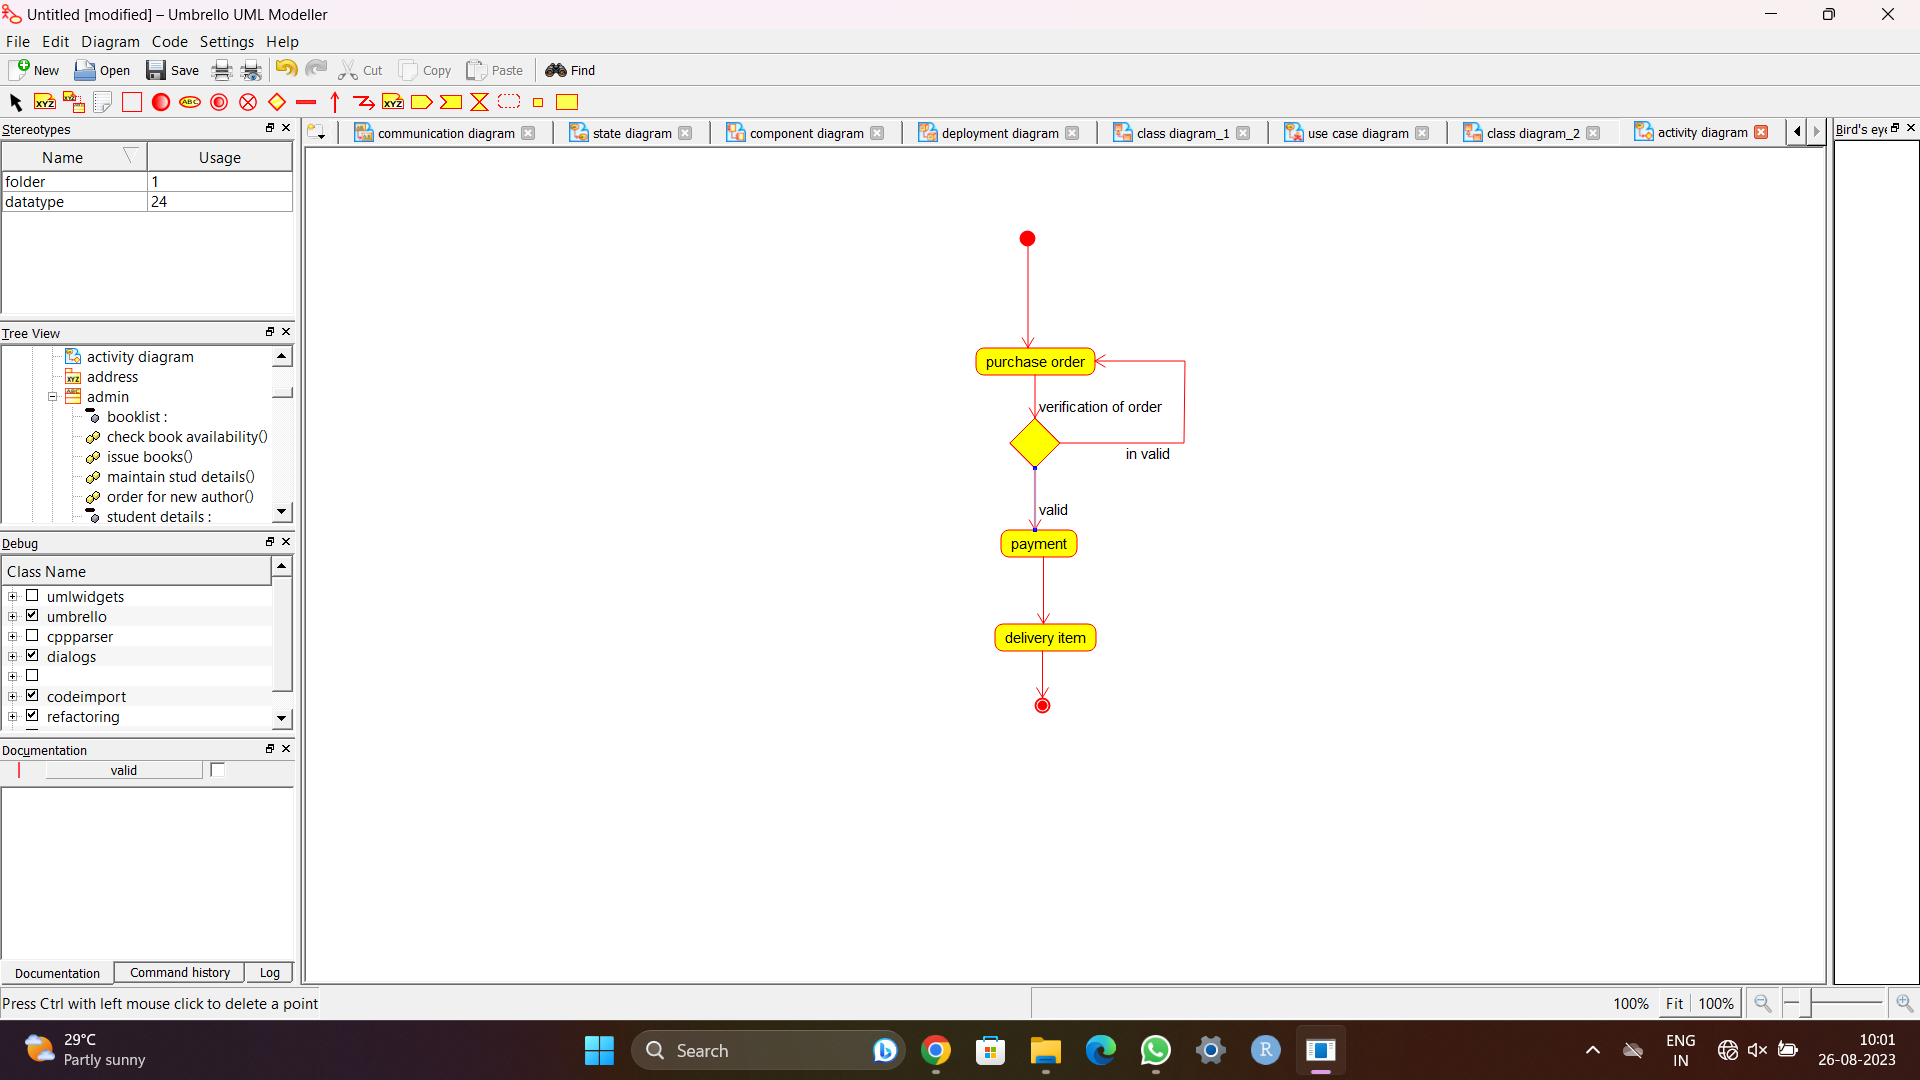 Untitled [modified] – Umbrello UML Modeller
File Edit Diagram Code Settings Help
New Open Save Cut Copy Paste Find
XYZ XYZ ABC XYZ
Stereotypes
Name Usage
folder 1
datatype 24
Tree View
activity diagram
address
admin
booklist :
check book availability()
issue books()
maintain stud details()
order for new author()
student details :
Debug
Class Name
umlwidgets
umbrello
cppparser
dialogs
codeimport
refactoring
Documentation
valid
Documentation Command history Log
communication diagram state diagram component diagram deployment diagram class diagram_1 use case diagram class diagram_2 activity diagram
Bird's eye
purchase order
verification of order
in valid
valid
payment
delivery item
Press Ctrl with left mouse click to delete a point
100% Fit 100%
29°C
Partly sunny
Search
R
ENG
IN
10:01
26-08-2023